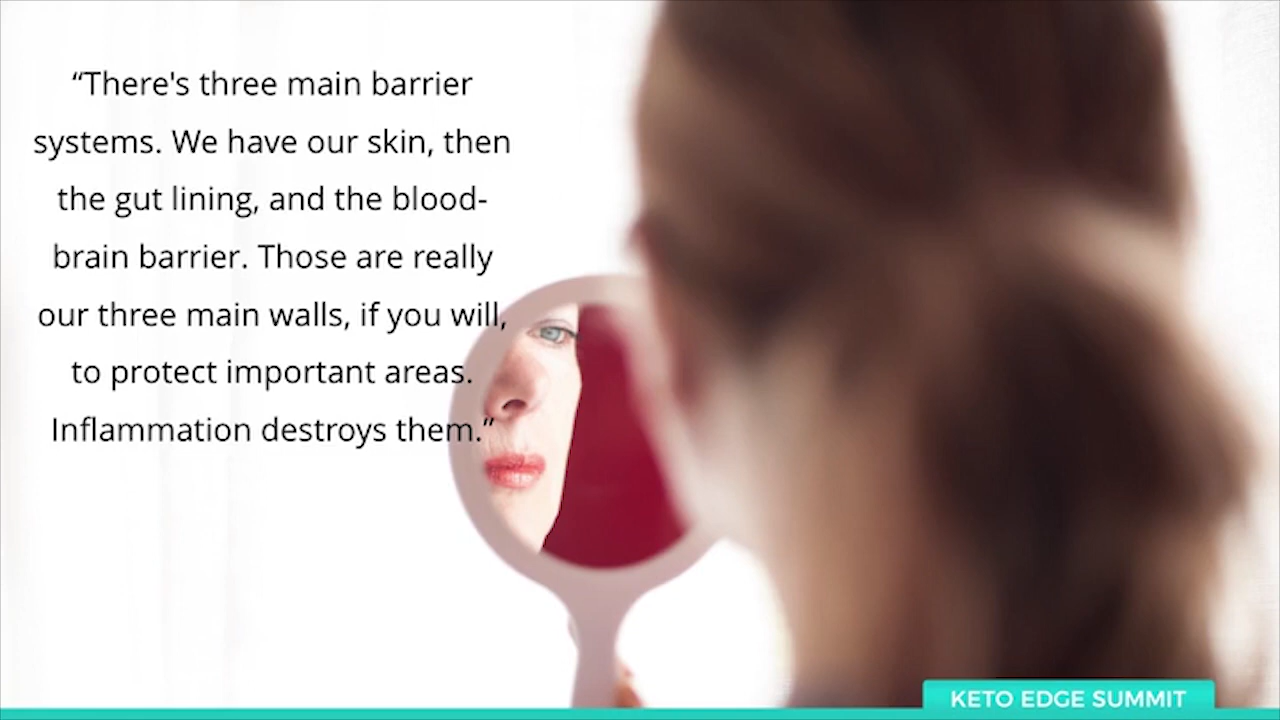 “There's three main barrier
systems. We have our skin, then
the gut lining, and the blood-
brain barrier. Those are really
our three main walls, if you will,
to protect important areas.
Inflammation destroys them.”
KETO EDGE SUMMIT